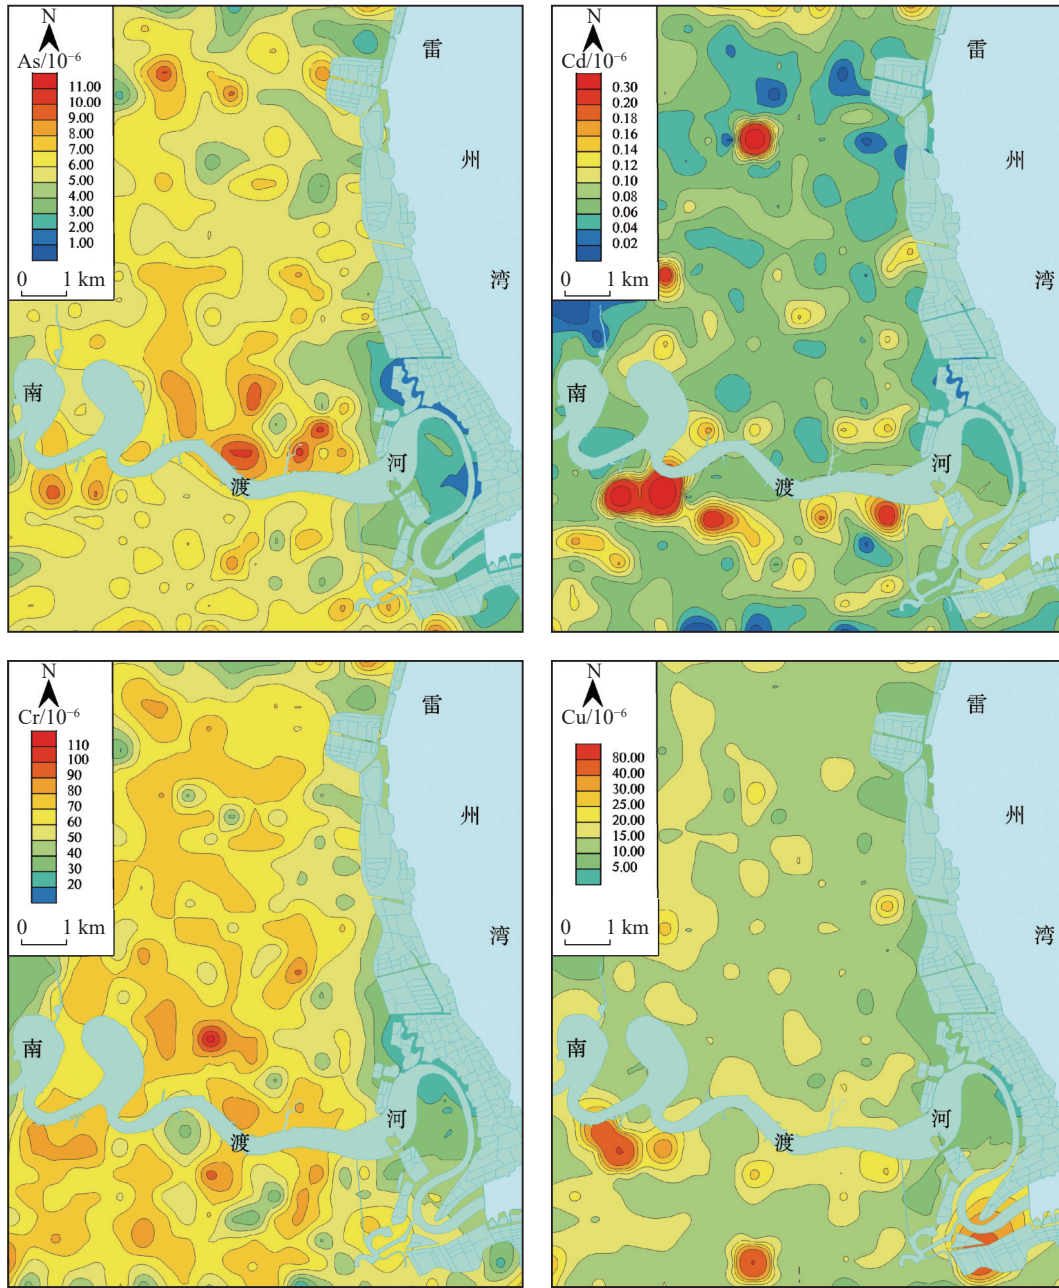 N
As/10⁻⁶
11.00
10.00
9.00
8.00
7.00
6.00
5.00
4.00
3.00
2.00
1.00
0 1 km
雷
州
湾
南
渡
河
N
Cd/10⁻⁶
0.30
0.20
0.18
0.16
0.14
0.12
0.10
0.08
0.06
0.04
0.02
0 1 km
雷
州
湾
南
渡
河
N
Cr/10⁻⁶
110
100
90
80
70
60
50
40
30
20
0 1 km
雷
州
湾
南
渡
河
N
Cu/10⁻⁶
80.00
40.00
30.00
25.00
20.00
15.00
10.00
5.00
0 1 km
雷
州
湾
南
渡
河